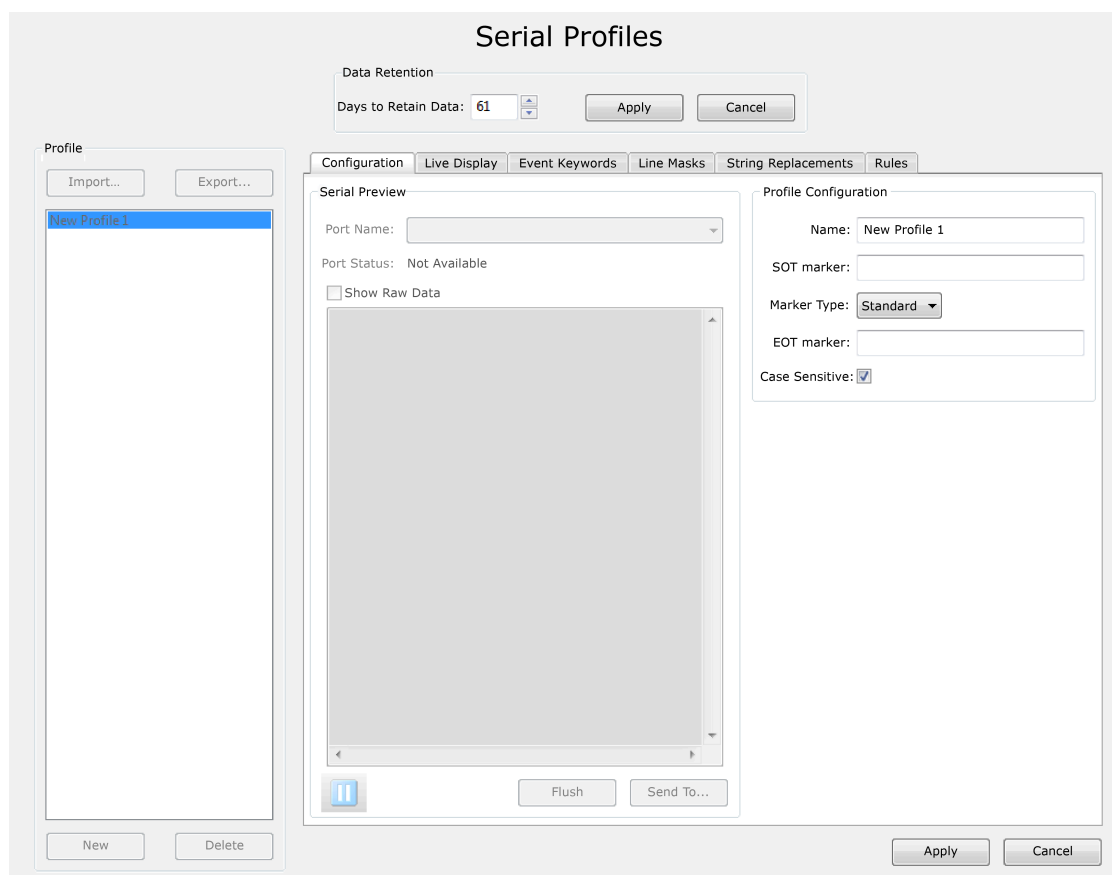 Serial Profiles
Data Retention
Days to Retain Data: 61 Apply Cancel
Profile
Import... Export...
New Profile 1
New Delete
Configuration Live Display Event Keywords Line Masks String Replacements Rules
Serial Preview
Port Name:
Port Status: Not Available
Show Raw Data
Flush Send To...
Profile Configuration
Name: New Profile 1
SOT marker:
Marker Type: Standard
EOT marker:
Case Sensitive:
Apply Cancel